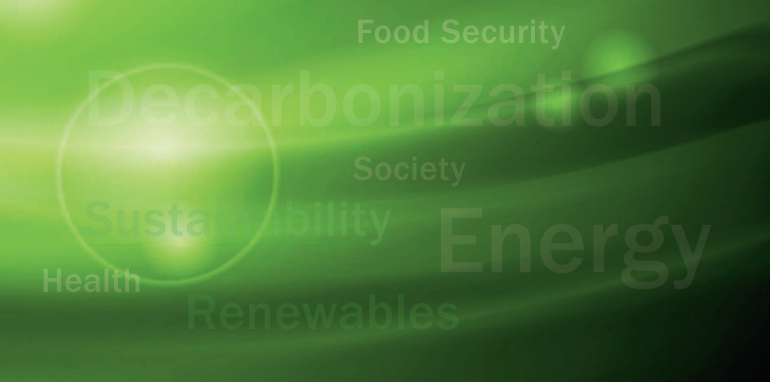 Food Security
Decarbonization
Society
Sustainability
Energy
Health
Renewables